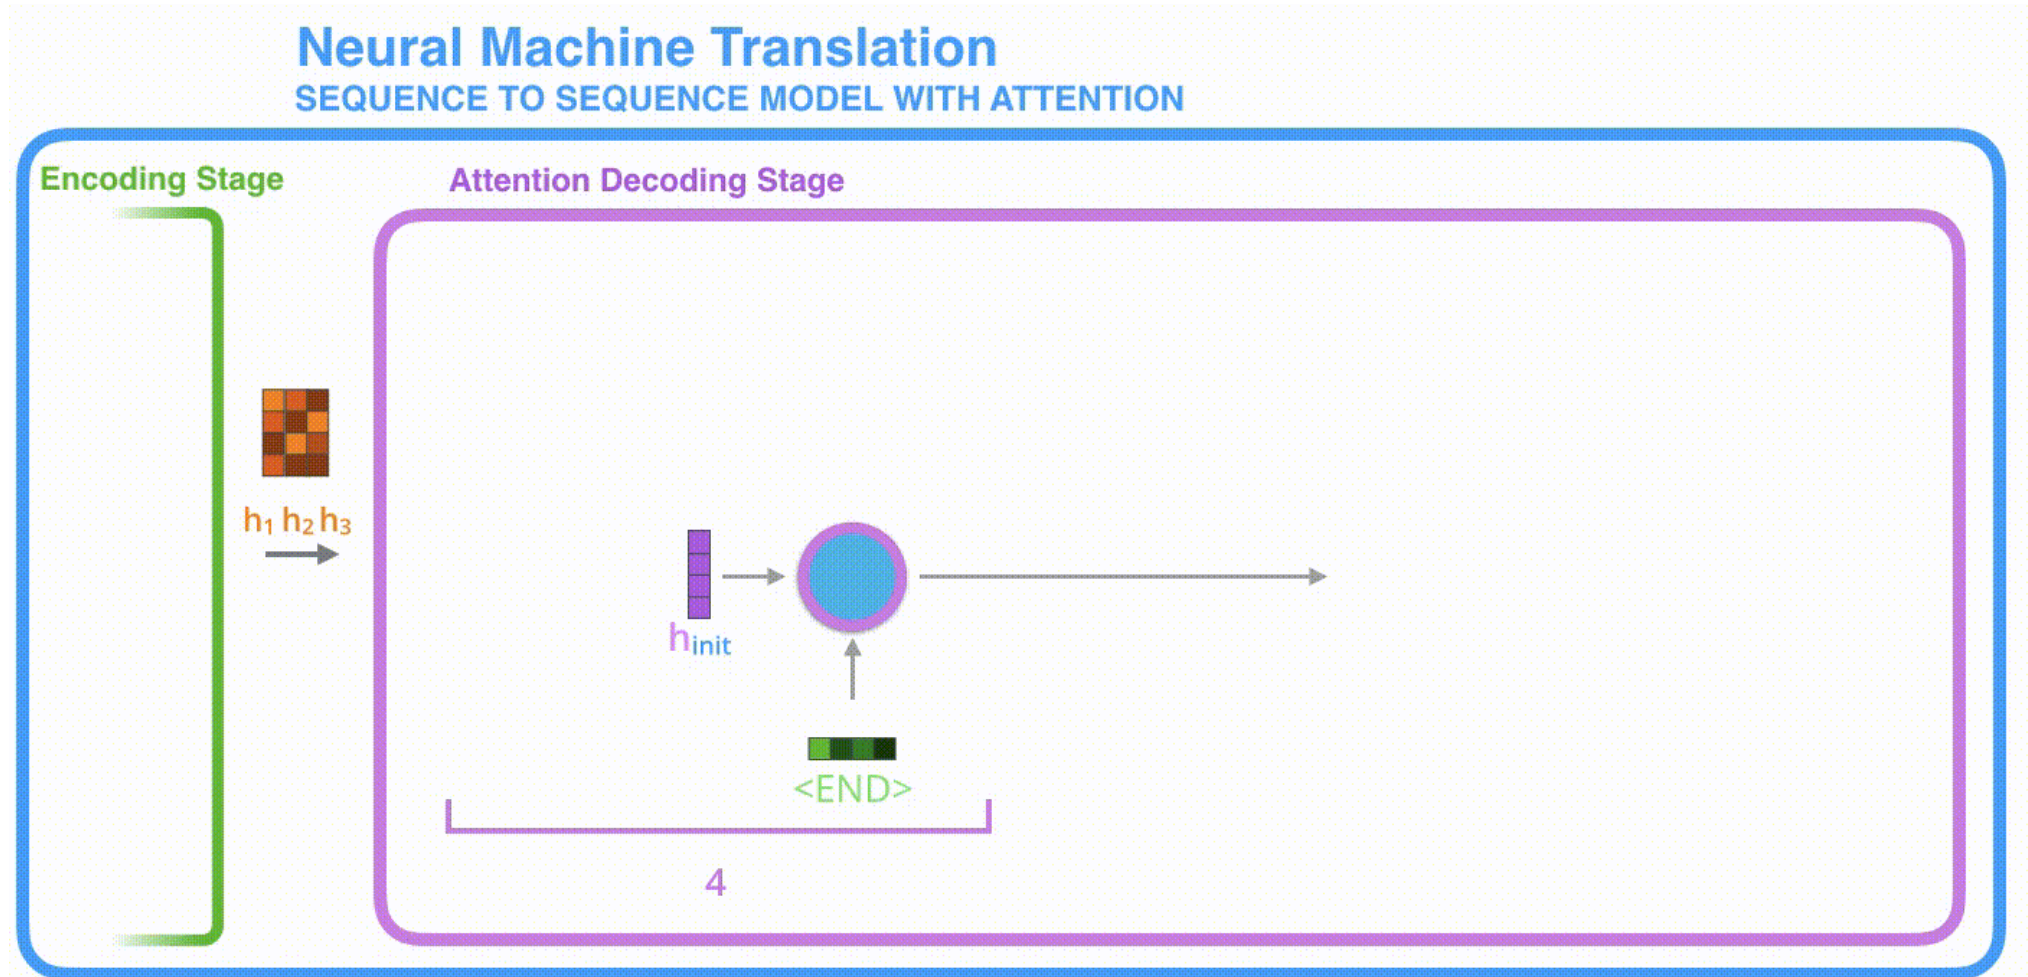 Neural Machine Translation
SEQUENCE TO SEQUENCE MODEL WITH ATTENTION
Encoding Stage
Attention Decoding Stage
h₁ h₂ h₃
hinit
<END>
4